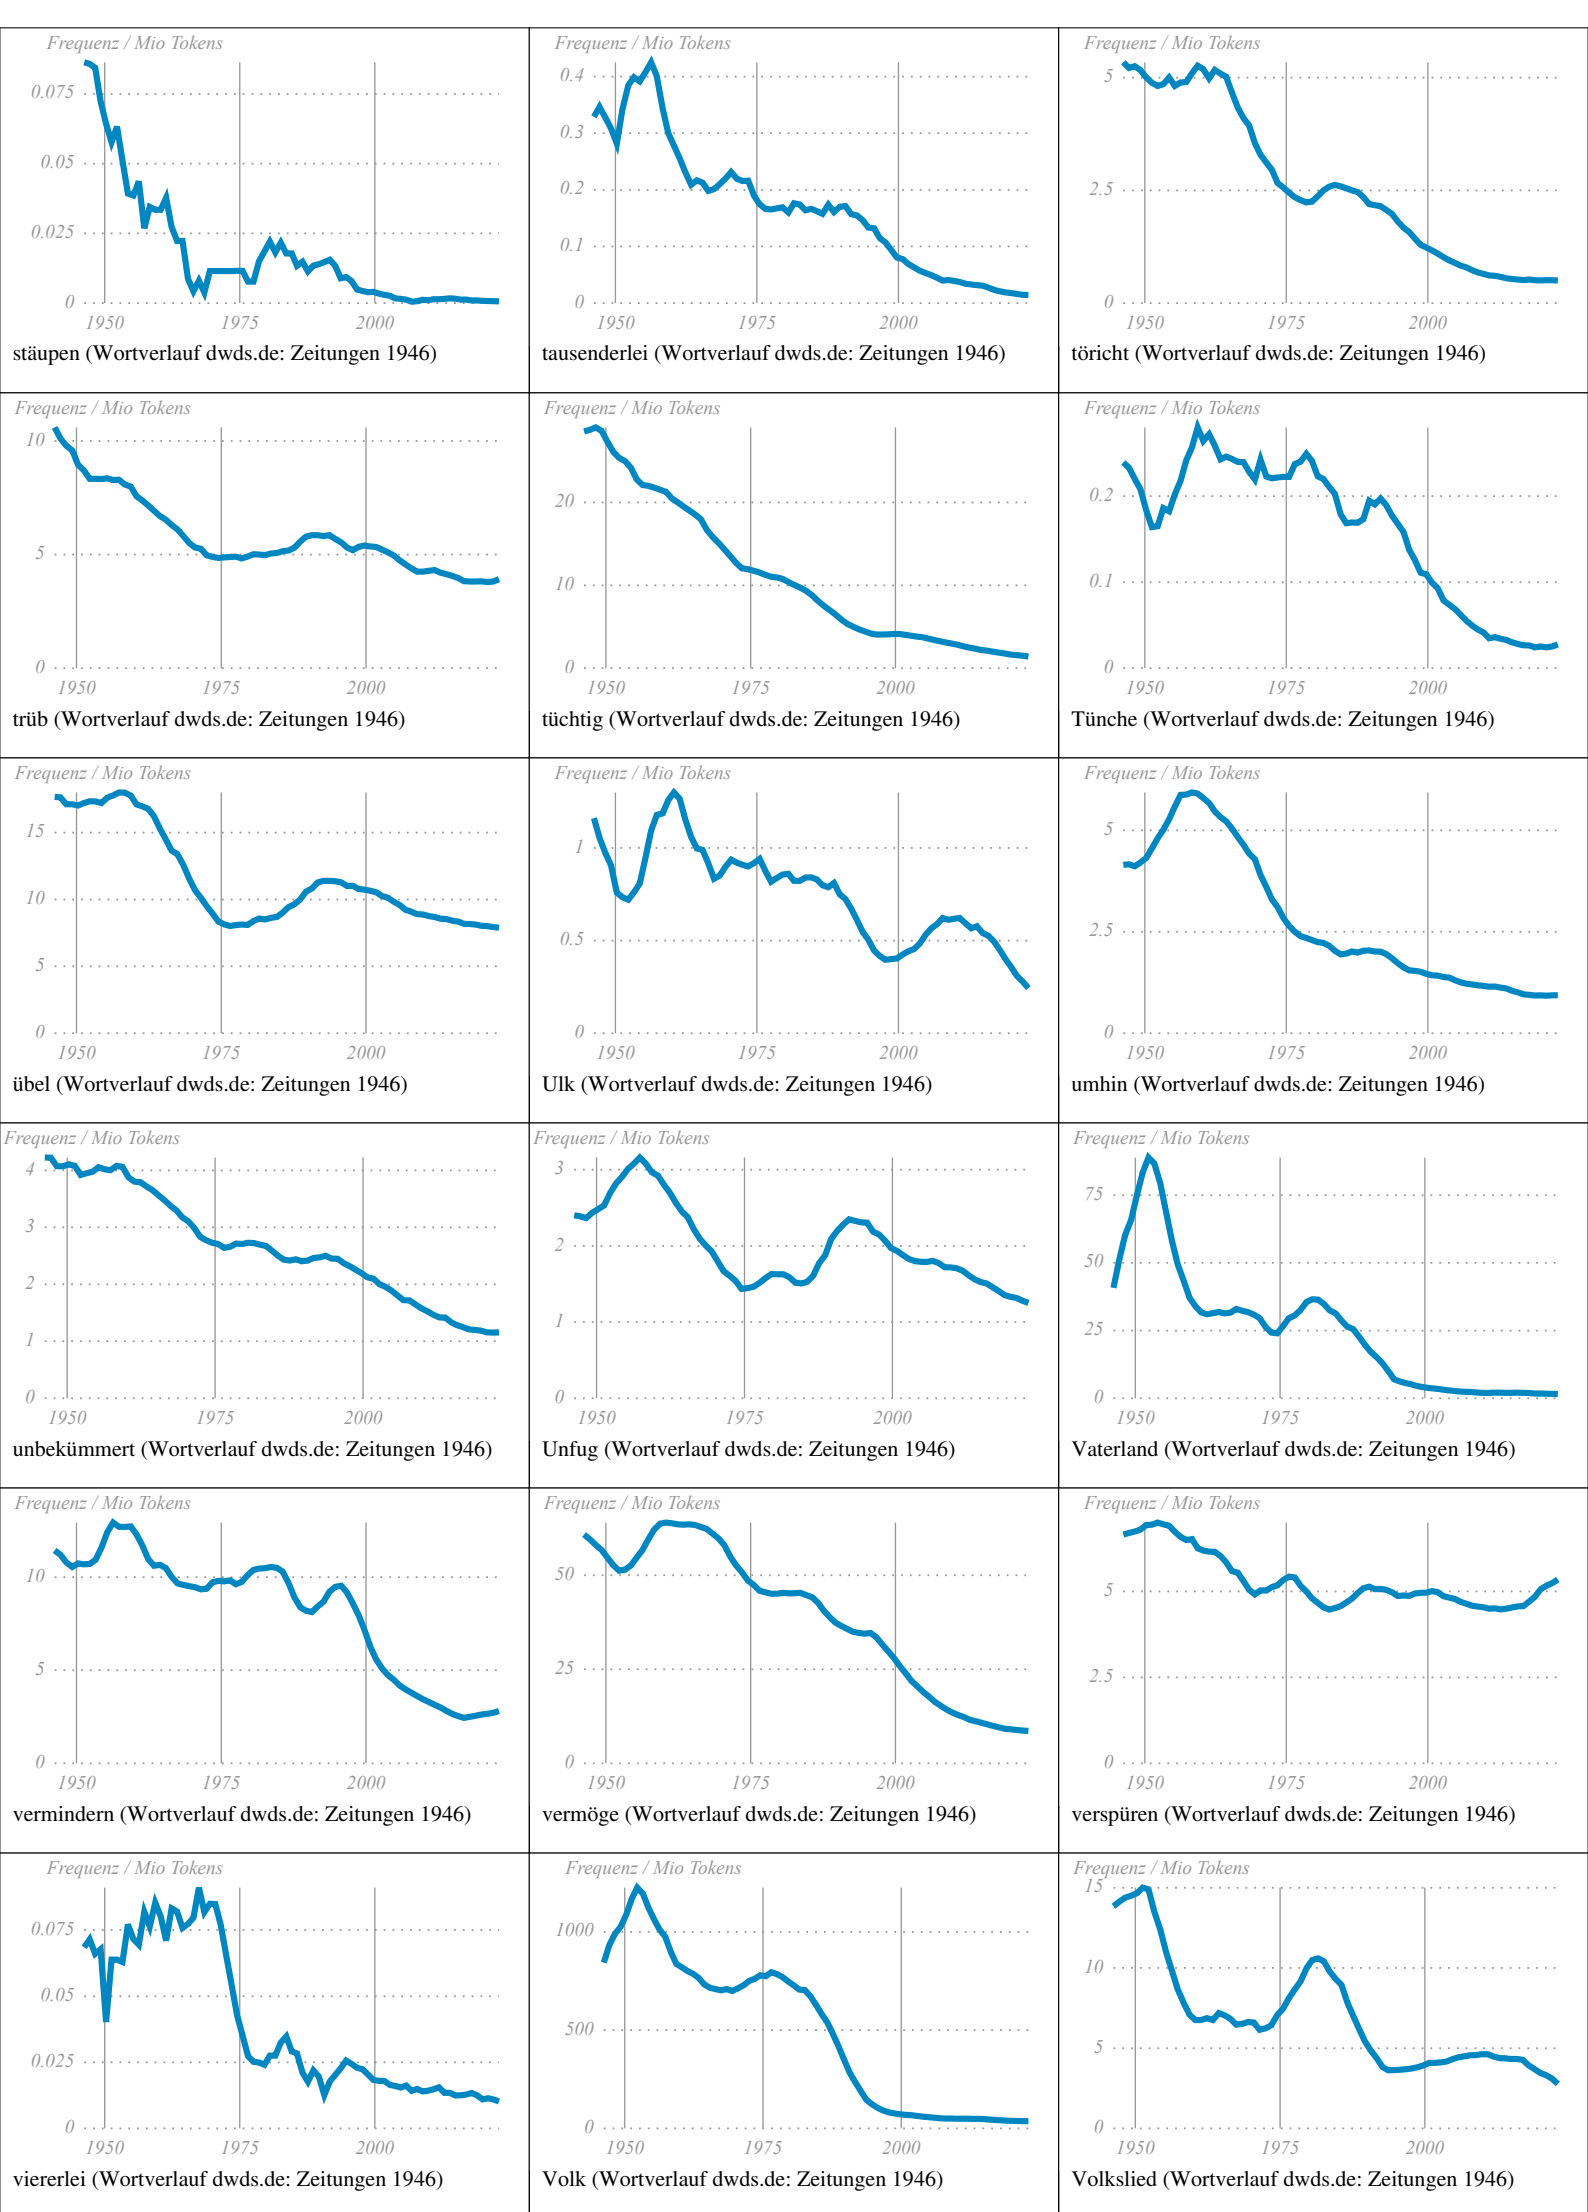 Frequenz / Mio Tokens
0.075
0.05
0.025
0
1950 1975 2000
stäupen (Wortverlauf dwds.de: Zeitungen 1946)
Frequenz / Mio Tokens
0.4
0.3
0.2
0.1
0
1950 1975 2000
tausenderlei (Wortverlauf dwds.de: Zeitungen 1946)
Frequenz / Mio Tokens
5
2.5
0
1950 1975 2000
töricht (Wortverlauf dwds.de: Zeitungen 1946)
Frequenz / Mio Tokens
10
5
0
1950 1975 2000
trüb (Wortverlauf dwds.de: Zeitungen 1946)
Frequenz / Mio Tokens
20
10
0
1950 1975 2000
tüchtig (Wortverlauf dwds.de: Zeitungen 1946)
Frequenz / Mio Tokens
0.2
0.1
0
1950 1975 2000
Tünche (Wortverlauf dwds.de: Zeitungen 1946)
Frequenz / Mio Tokens
15
10
5
0
1950 1975 2000
übel (Wortverlauf dwds.de: Zeitungen 1946)
Frequenz / Mio Tokens
1
0.5
0
1950 1975 2000
Ulk (Wortverlauf dwds.de: Zeitungen 1946)
Frequenz / Mio Tokens
5
2.5
0
1950 1975 2000
umhin (Wortverlauf dwds.de: Zeitungen 1946)
Frequenz / Mio Tokens
4
3
2
1
0
1950 1975 2000
unbekümmert (Wortverlauf dwds.de: Zeitungen 1946)
Frequenz / Mio Tokens
3
2
1
0
1950 1975 2000
Unfug (Wortverlauf dwds.de: Zeitungen 1946)
Frequenz / Mio Tokens
75
50
25
0
1950 1975 2000
Vaterland (Wortverlauf dwds.de: Zeitungen 1946)
Frequenz / Mio Tokens
10
5
0
1950 1975 2000
vermindern (Wortverlauf dwds.de: Zeitungen 1946)
Frequenz / Mio Tokens
50
25
0
1950 1975 2000
vermöge (Wortverlauf dwds.de: Zeitungen 1946)
Frequenz / Mio Tokens
5
2.5
0
1950 1975 2000
verspüren (Wortverlauf dwds.de: Zeitungen 1946)
Frequenz / Mio Tokens
0.075
0.05
0.025
0
1950 1975 2000
viererlei (Wortverlauf dwds.de: Zeitungen 1946)
Frequenz / Mio Tokens
1000
500
0
1950 1975 2000
Volk (Wortverlauf dwds.de: Zeitungen 1946)
Frequenz / Mio Tokens
15
10
5
0
1950 1975 2000
Volkslied (Wortverlauf dwds.de: Zeitungen 1946)